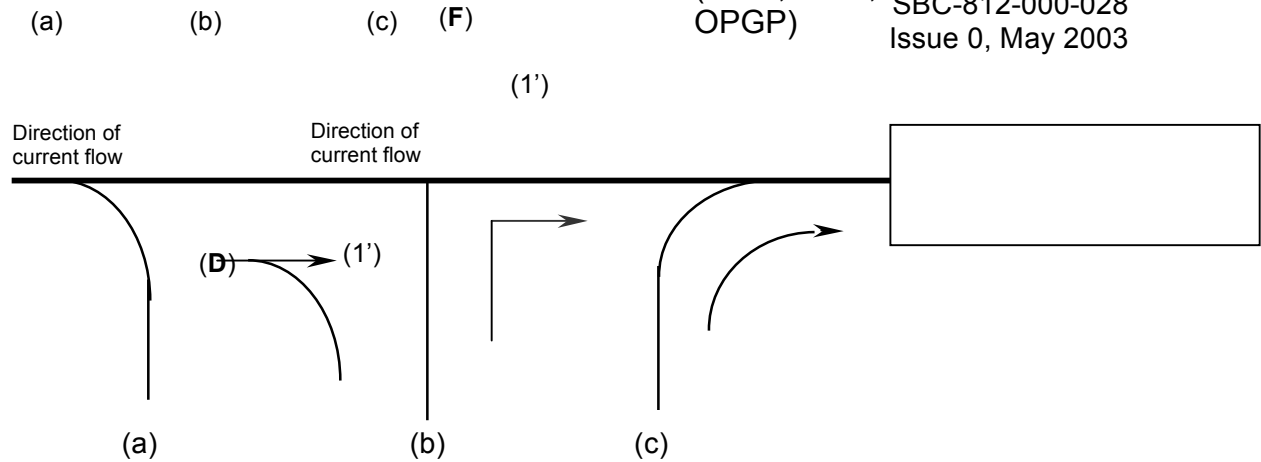 (a) (b) (c) (F)
OPGP)
SBC-812-000-028
Issue 0, May 2003
(1’)
Direction of
current flow
Direction of
current flow
(D)
(1’)
(a) (b) (c)